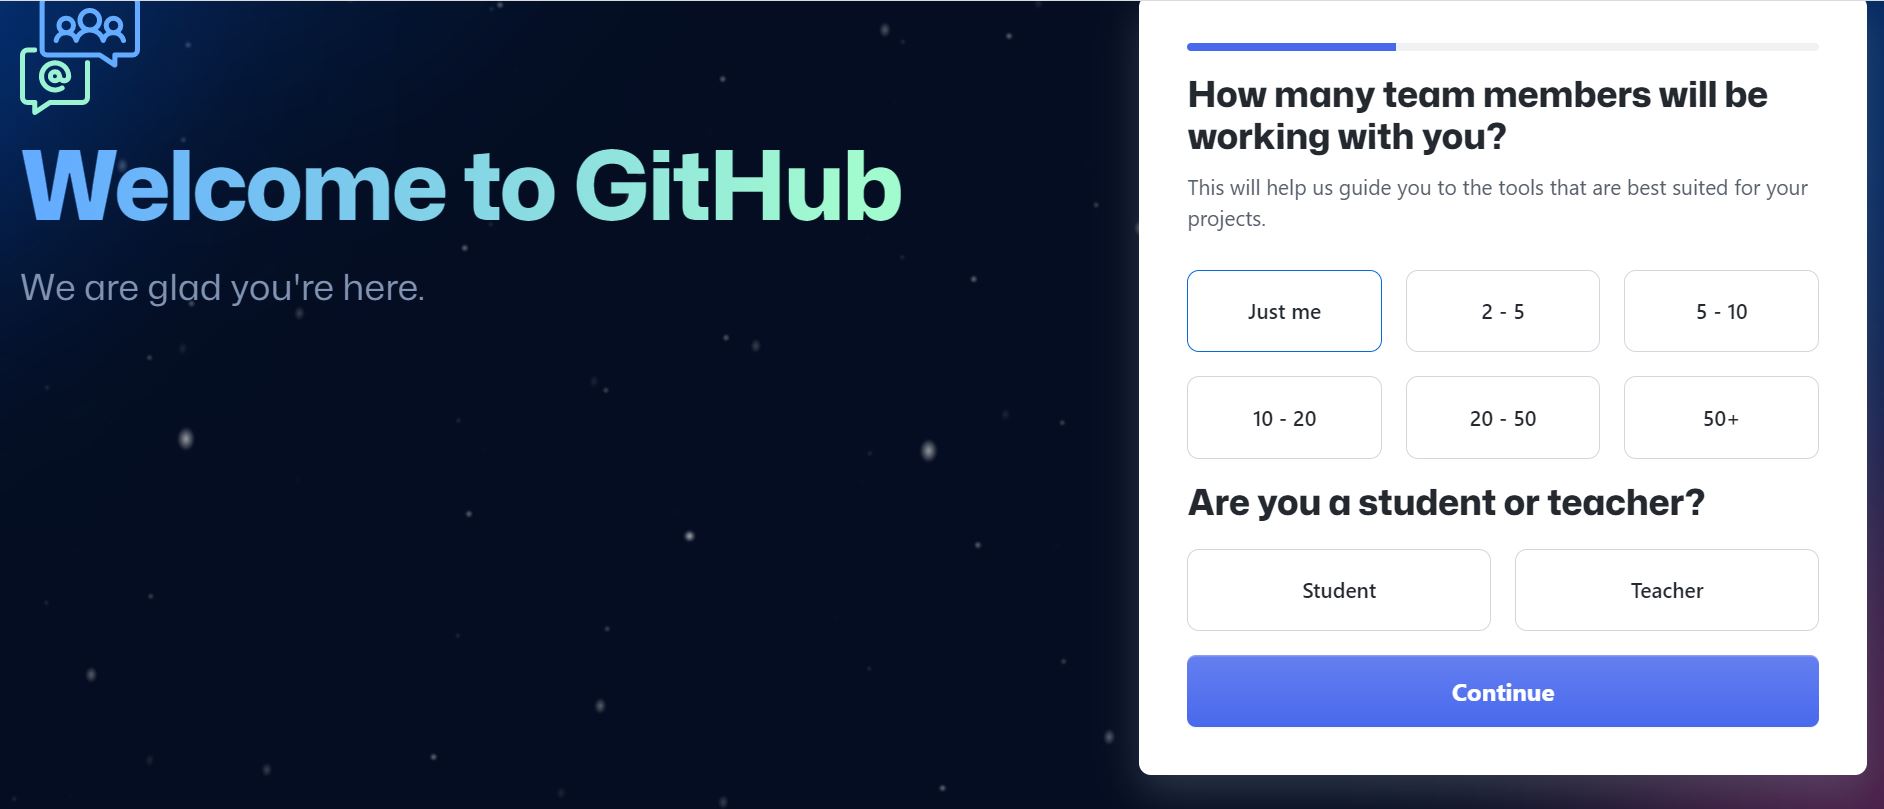 @
Welcome to GitHub
We are glad you're here.
How many team members will be
working with you?
This will help us guide you to the tools that are best suited for your
projects.
Just me
2 - 5
5 - 10
10 - 20
20 - 50
50+
Are you a student or teacher?
Student
Teacher
Continue